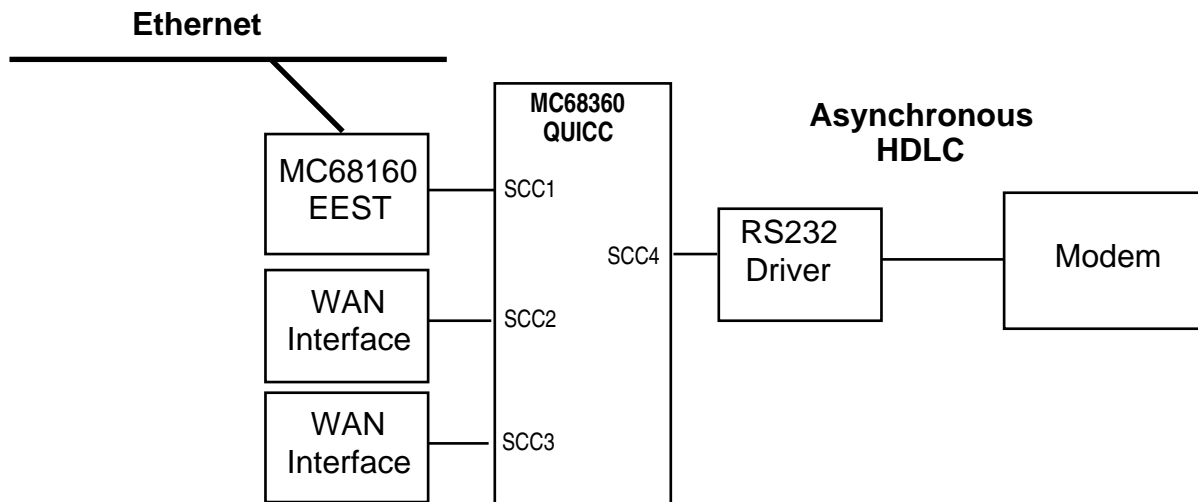 Ethernet
MC68360
QUICC
Asynchronous
HDLC
MC68160
EEST
SCC1
RS232
Driver
SCC4
Modem
WAN
Interface
SCC2
WAN
Interface
SCC3